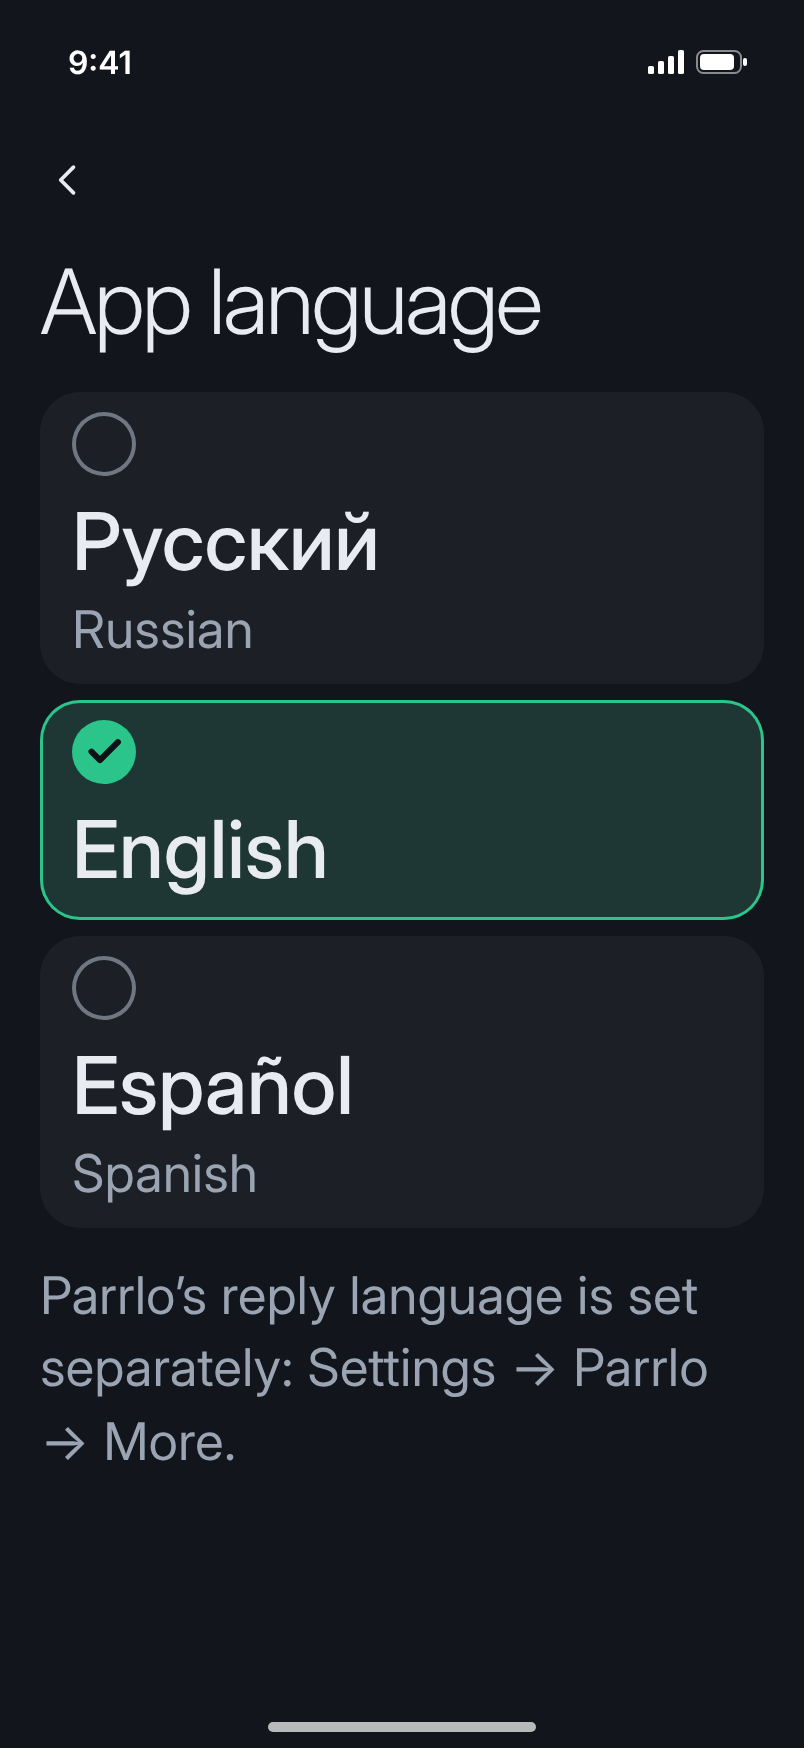 9:41
App language
Русский
Russian
English
Español
Spanish
Parrlo’s reply language is set
separately: Settings → Parrlo
→ More.